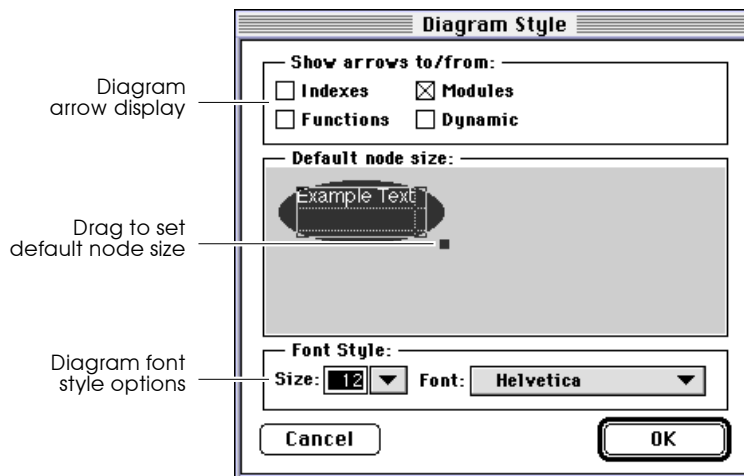 Diagram Style
Show arrows to/from:
Indexes Modules
Functions Dynamic
Diagram
arrow display
Default node size:
Example Text
Drag to set
default node size
Font Style:
Size: 12 Font: Helvetica
Diagram font
style options
Cancel OK